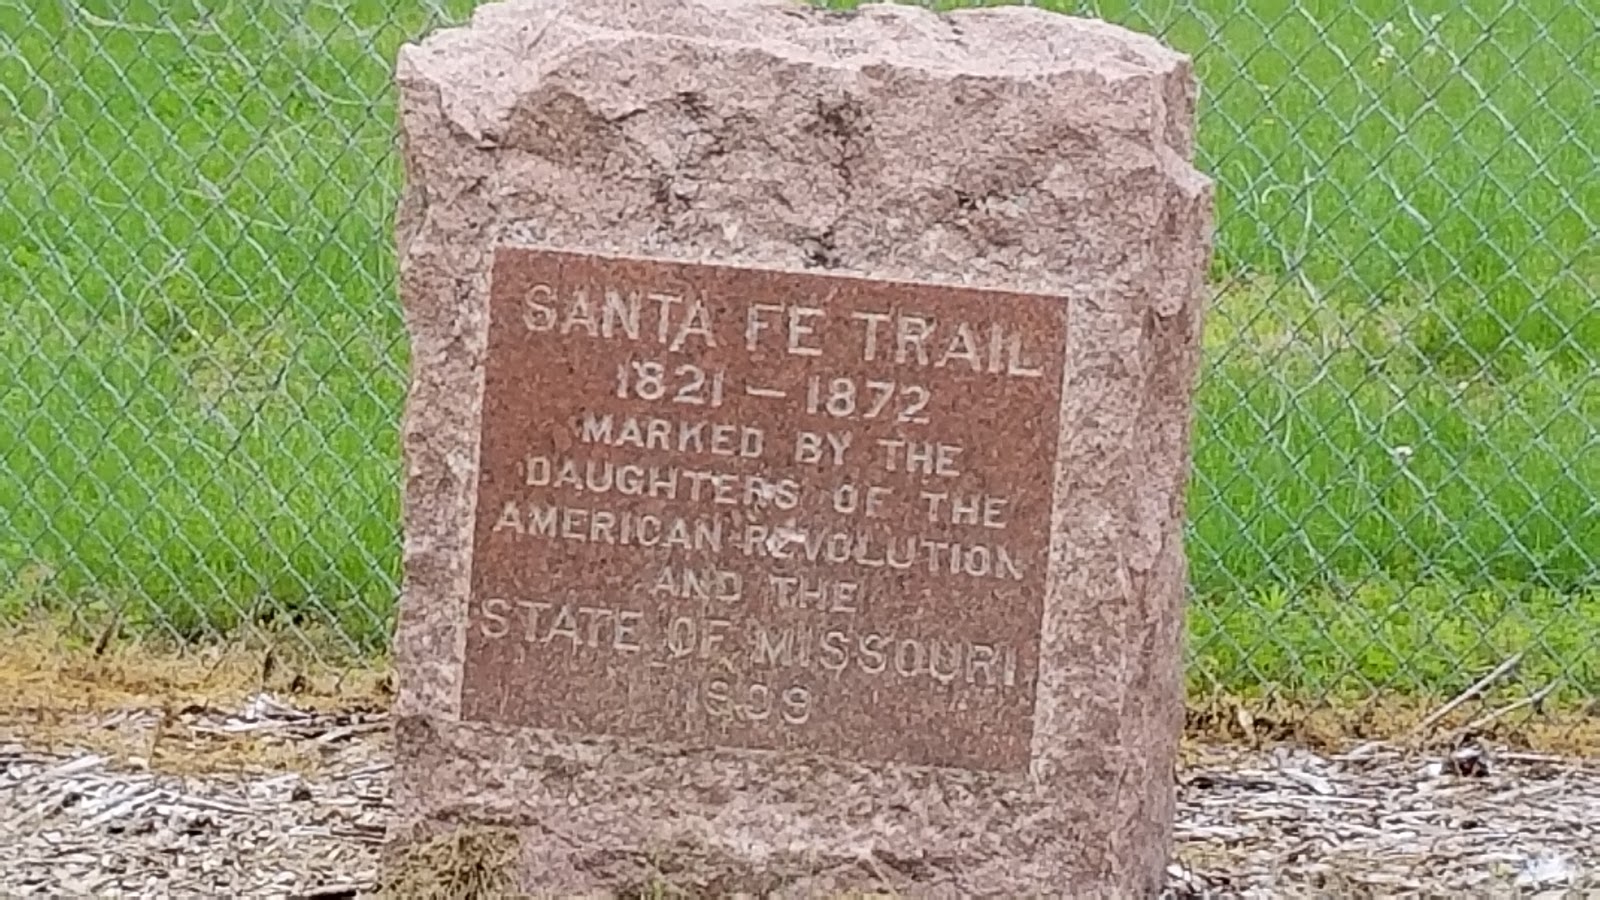 SANTA FE TRAIL
1821 – 1872
MARKED BY THE
DAUGHTERS OF THE
AMERICAN REVOLUTION
AND THE
STATE OF MISSOURI
1909